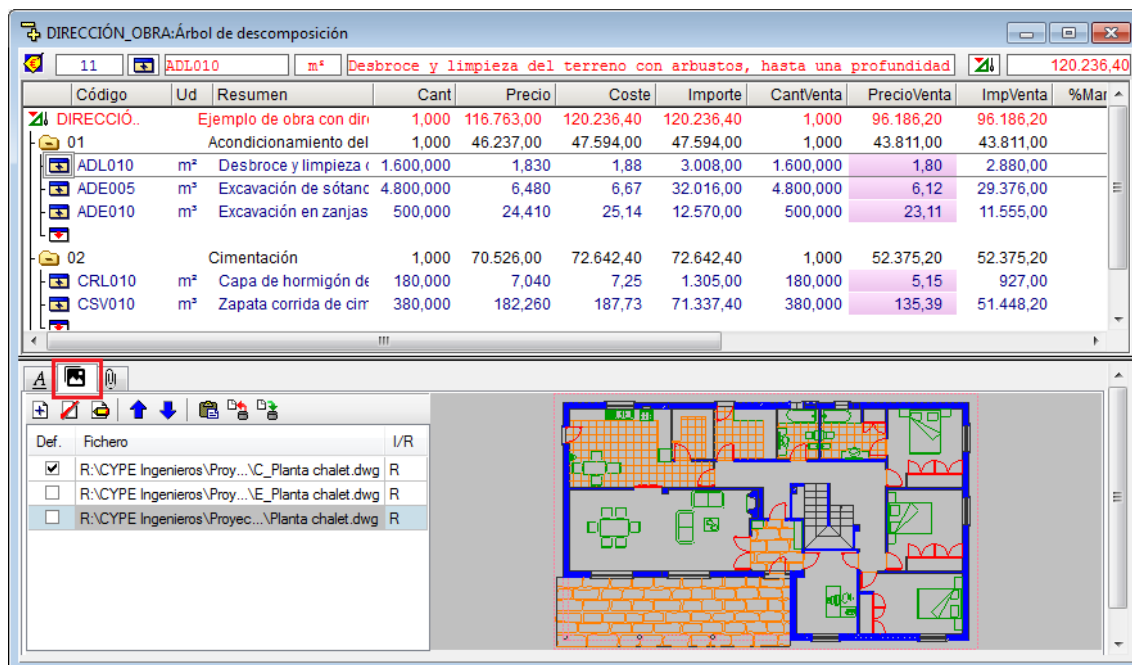 DIRECCIÓN_OBRA:Árbol de descomposición
11 ADL010 m² Desbroce y limpieza del terreno con arbustos, hasta una profundidad 120.236,40
Código Ud Resumen Cant Precio Coste Importe CantVenta PrecioVenta ImpVenta %Mar
DIRECCIÓ.. Ejemplo de obra con dire 1,000 116.763,00 120.236,40 120.236,40 1,000 96.186,20 96.186,20
01 Acondicionamiento del 1,000 46.237,00 47.594,00 47.594,00 1,000 43.811,00 43.811,00
ADL010 m² Desbroce y limpieza d 1.600,000 1,830 1,88 3.008,00 1.600,000 1,80 2.880,00
ADE005 m³ Excavación de sótano 4.800,000 6,480 6,67 32.016,00 4.800,000 6,12 29.376,00
ADE010 m³ Excavación en zanjas 500,000 24,410 25,14 12.570,00 500,000 23,11 11.555,00
02 Cimentación 1,000 70.526,00 72.642,40 72.642,40 1,000 52.375,20 52.375,20
CRL010 m² Capa de hormigón de 180,000 7,040 7,25 1.305,00 180,000 5,15 927,00
CSV010 m³ Zapata corrida de cim 380,000 182,260 187,73 71.337,40 380,000 135,39 51.448,20
A
Def. Fichero I/R
R:\CYPE Ingenieros\Proy...\C_Planta chalet.dwg R
R:\CYPE Ingenieros\Proy...\E_Planta chalet.dwg R
R:\CYPE Ingenieros\Proyec...\Planta chalet.dwg R